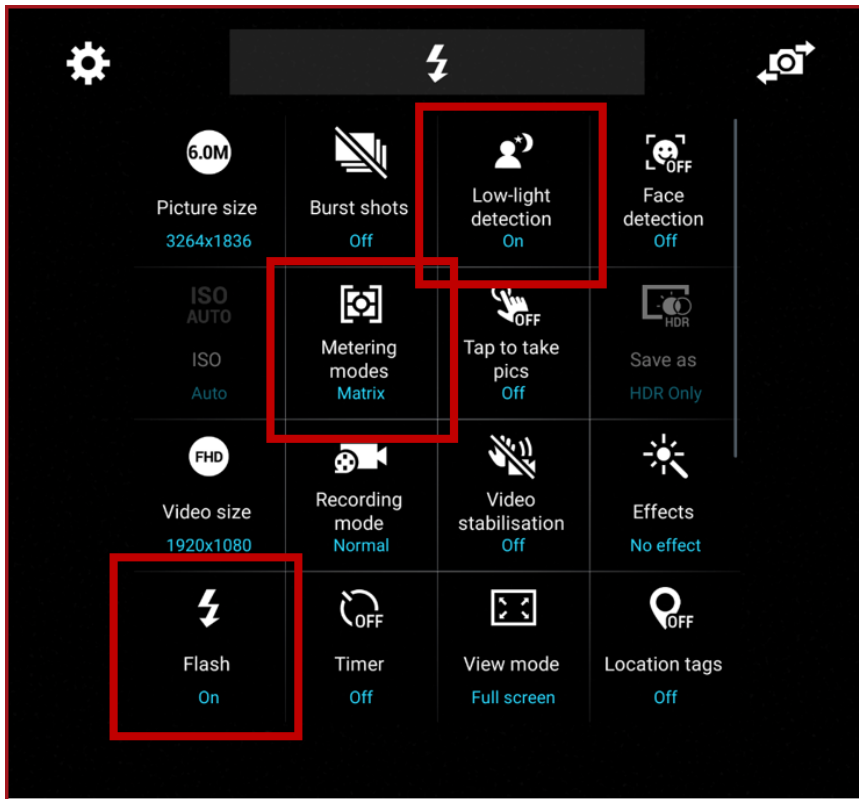 6.0M
Picture size
3264x1836
Burst shots
Off
Low-light
detection
On
OFF
Face
detection
Off
ISO
AUTO
ISO
Auto
Metering
modes
Matrix
OFF
Tap to take
pics
Off
HDR
Save as
HDR Only
FHD
Video size
1920x1080
Recording
mode
Normal
Video
stabilisation
Off
Effects
No effect
Flash
On
OFF
Timer
Off
View mode
Full screen
OFF
Location tags
Off